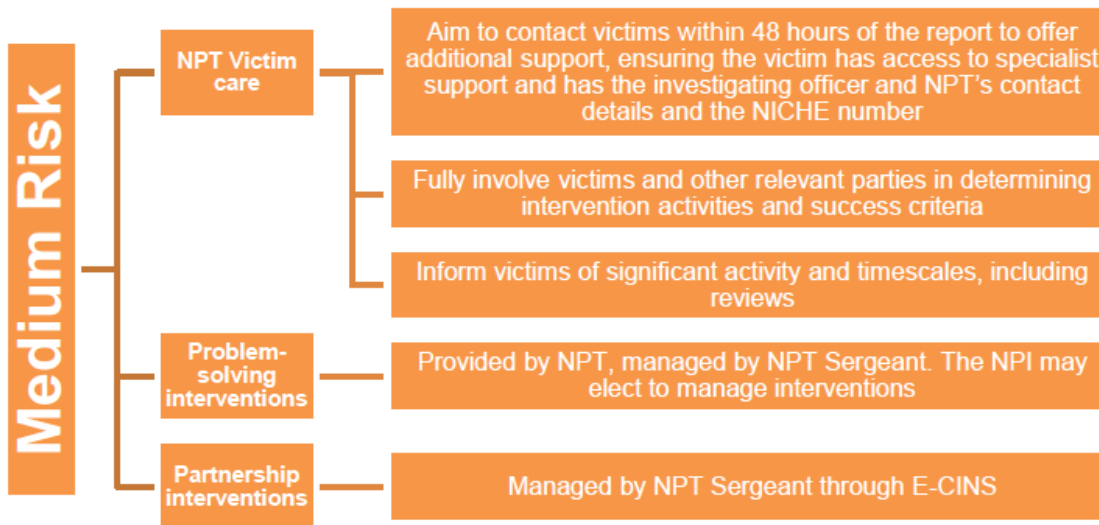 Medium Risk
NPT Victim
care
Aim to contact victims within 48 hours of the report to offer
additional support, ensuring the victim has access to specialist
support and has the investigating officer and NPT's contact
details and the NICHE number
Fully involve victims and other relevant parties in determining
intervention activities and success criteria
Inform victims of significant activity and timescales, including
reviews
Problem-
solving
interventions
Provided by NPT, managed by NPT Sergeant. The NPI may
elect to manage interventions
Partnership
interventions
Managed by NPT Sergeant through E-CINS